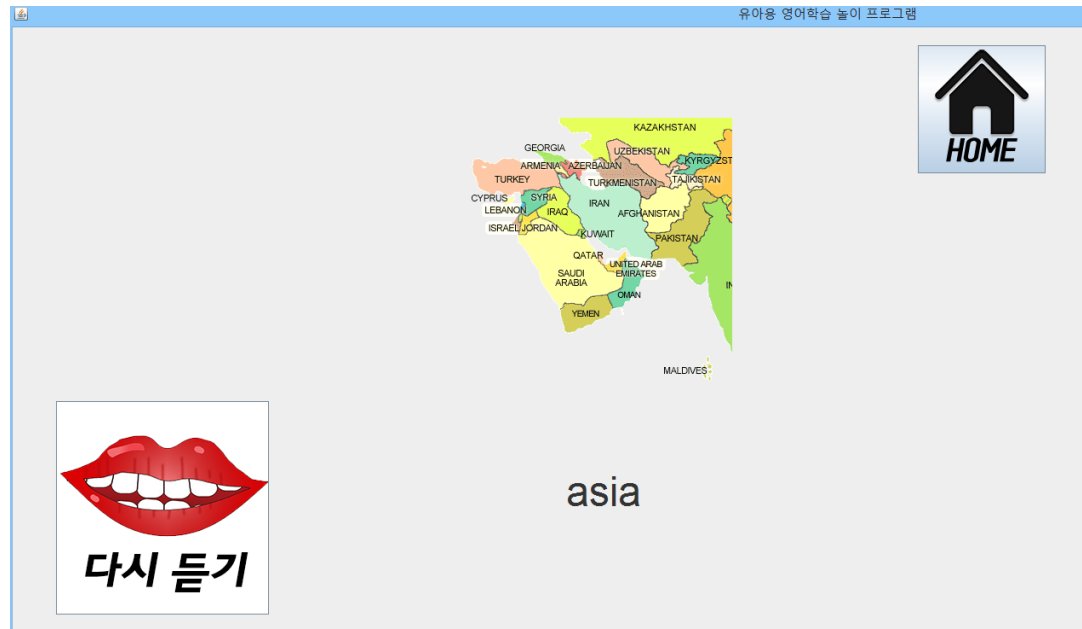 유아용 영어학습 놀이 프로그램
HOME
KAZAKHSTAN
GEORGIA
UZBEKISTAN
ARMENIA AZERBAIJAN KYRGYZST
TURKEY TURKMENISTAN TAJIKISTAN
CYPRUS SYRIA IRAN
LEBANON IRAQ AFGHANISTAN
ISRAEL JORDAN KUWAIT PAKISTAN
QATAR
UNITED ARAB
EMIRATES
SAUDI
ARABIA
IN
OMAN
YEMEN
MALDIVES
asia
다시 듣기